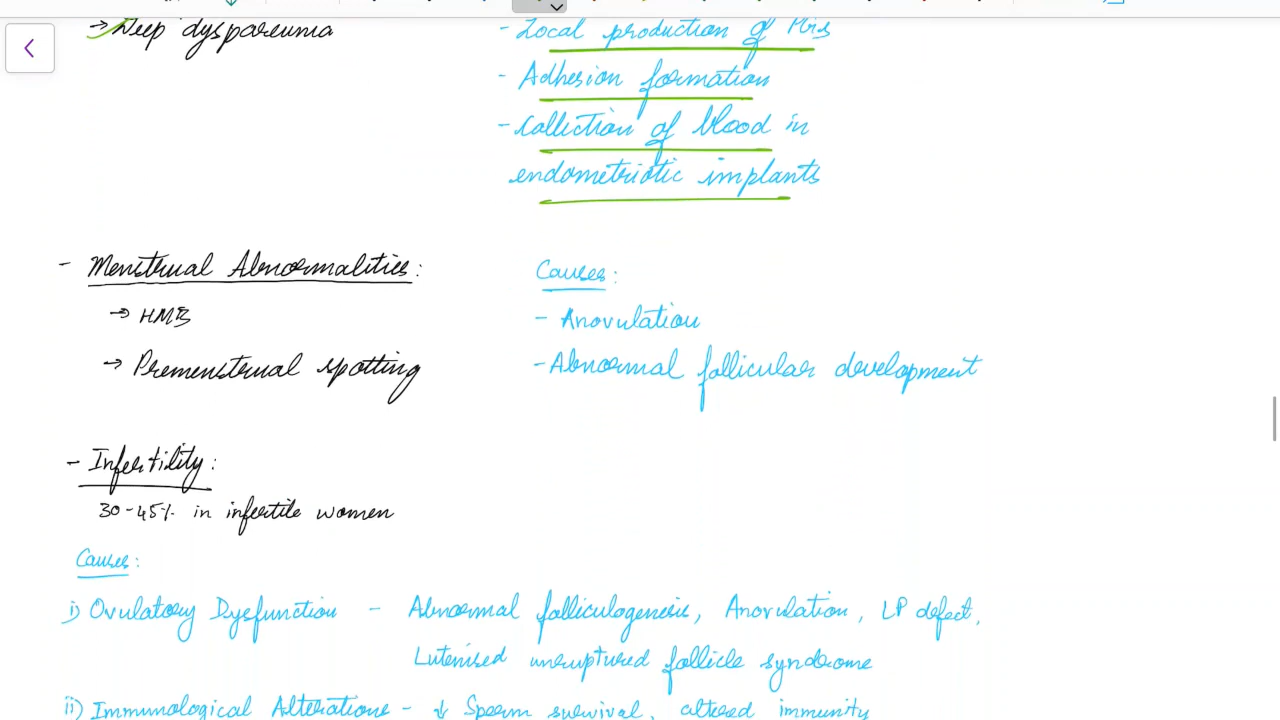 → Deep dyspareunia
- Local production of PGs
- Adhesion formation
- Collection of blood in
endometriotic implants
- Menstrual Abnormalities:
→ HMB
→ Premenstrual spotting
Causes:
- Anovulation
- Abnormal follicular development
- Infertility:
30-45% in infertile women
Causes:
i) Ovulatory Dysfunction - Abnormal folliculogenesis, Anovulation, LP defect,
Lutenised unruptured follicle syndrome
ii) Immunological Alterations - ↓ Sperm survival, altered immunity